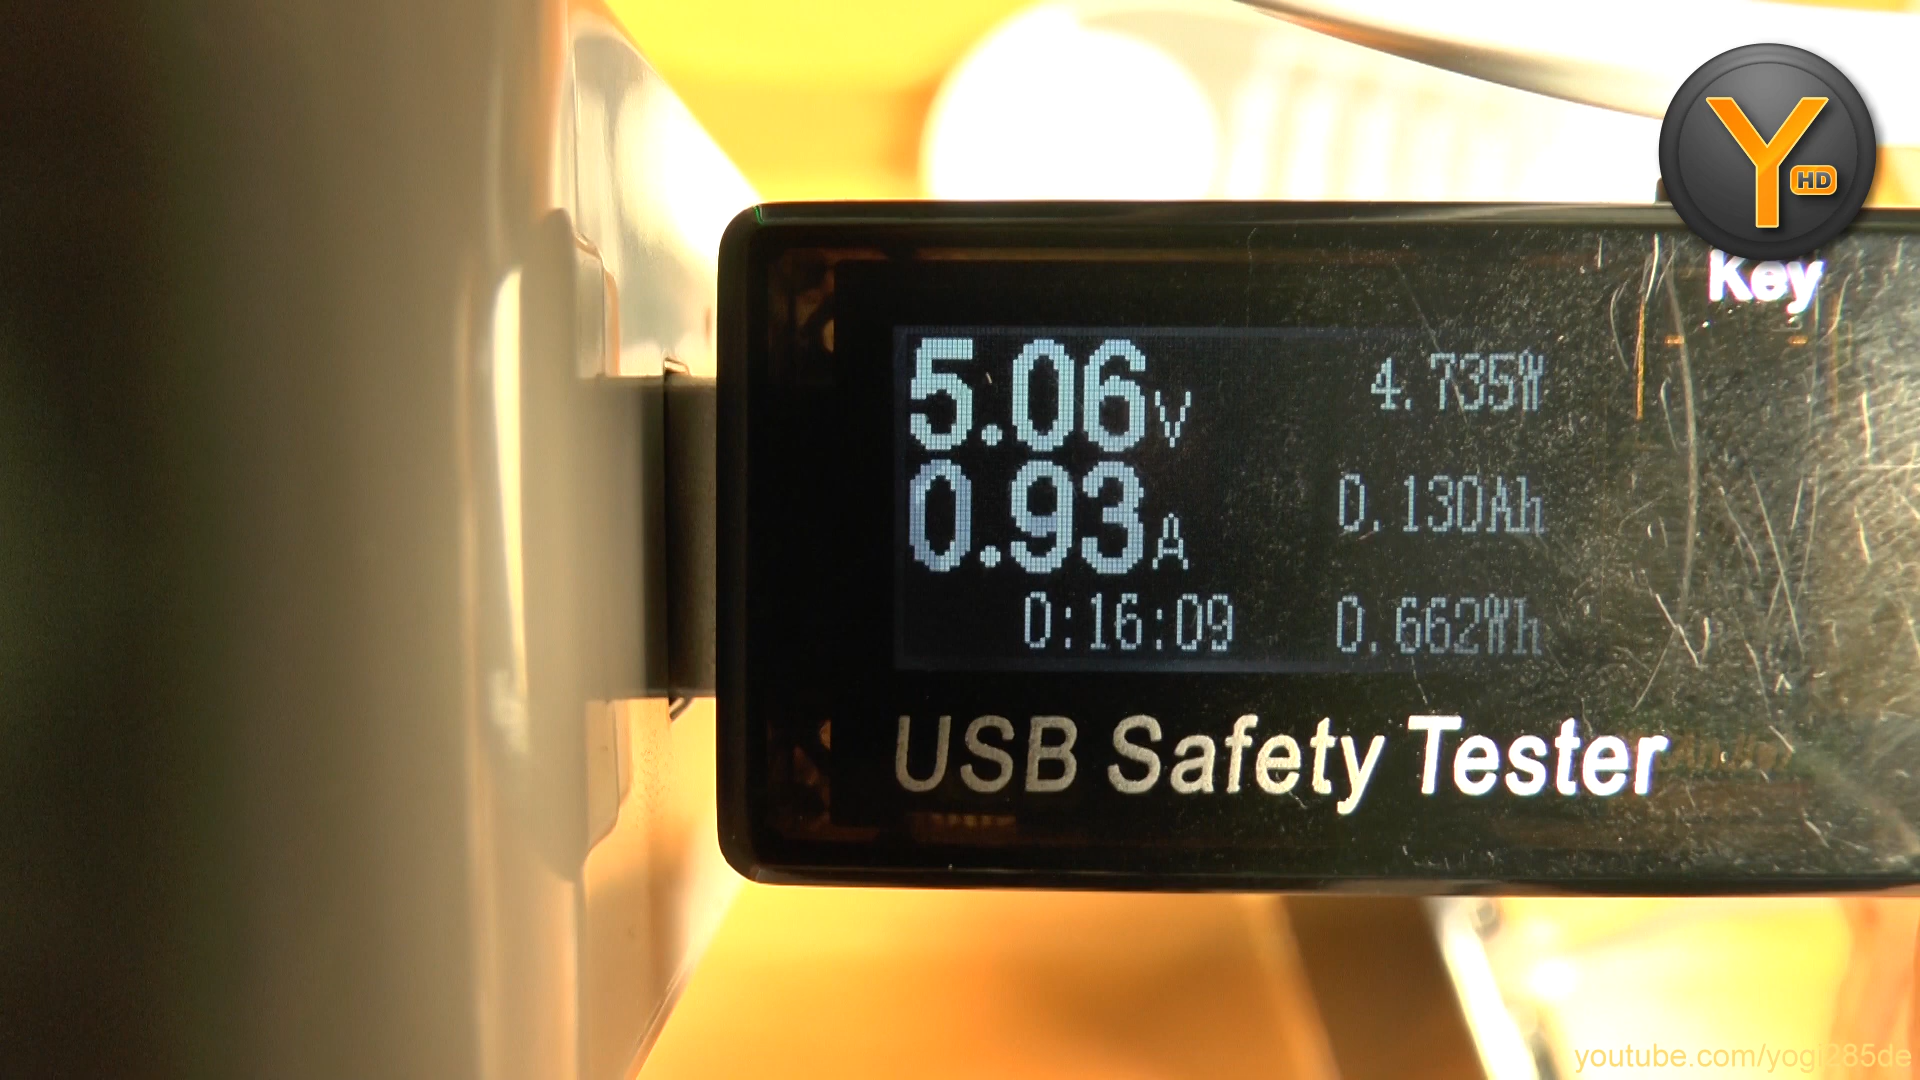 Y HD
Key
5.06V 4.735W
0.93A 0.130Ah
0:16:09 0.662Wh
USB Safety Tester
youtube.com/yogi285de